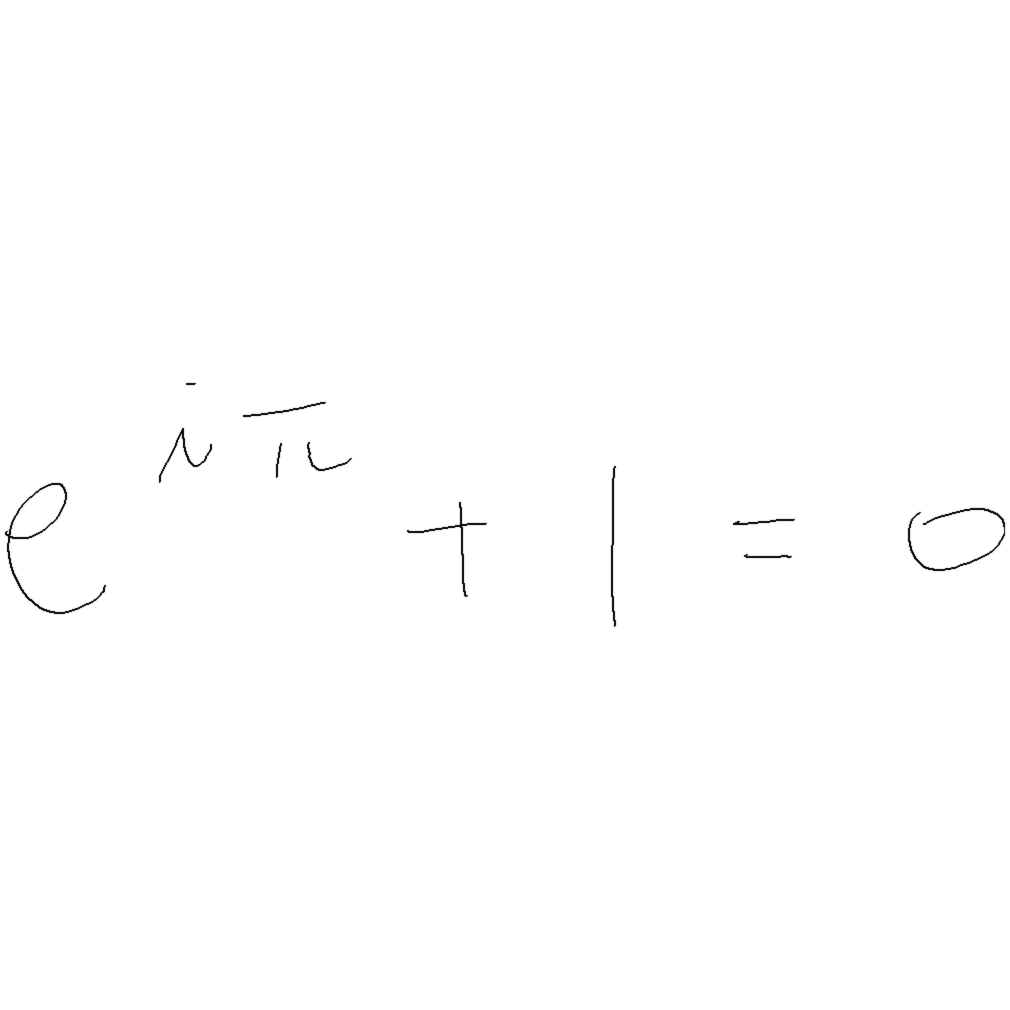 e^{iπ} + 1 = 0